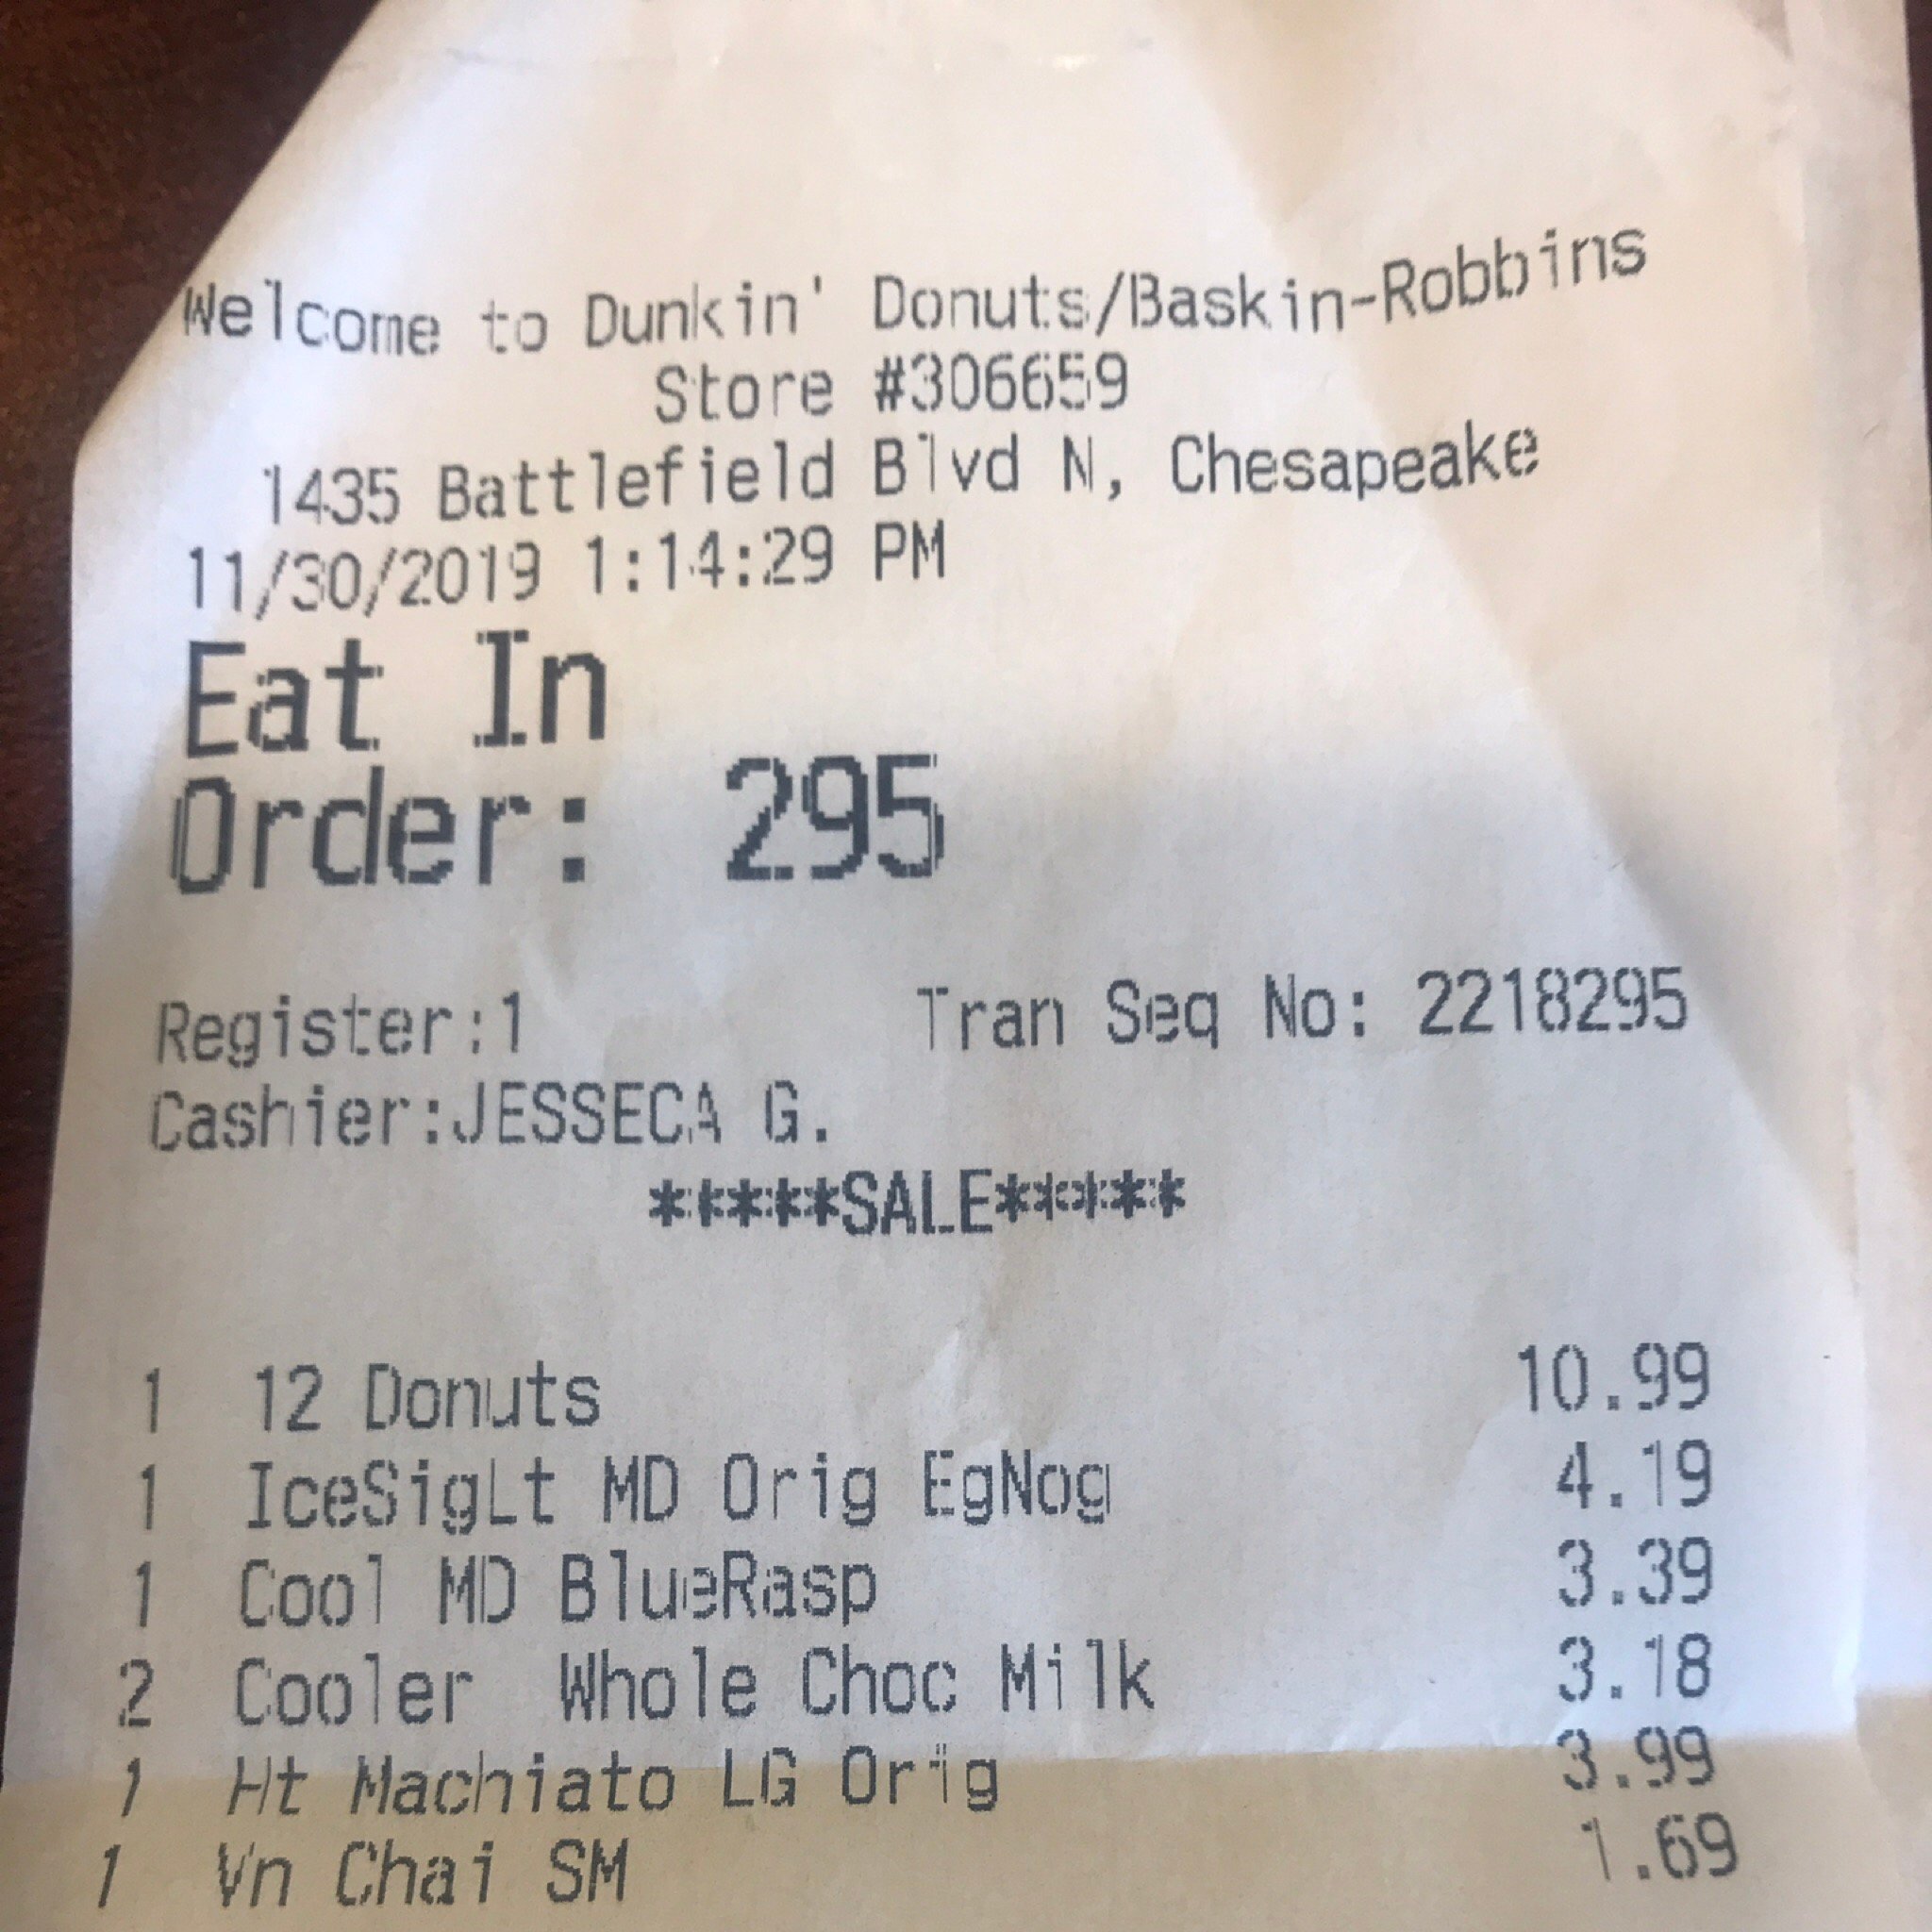 Welcome to Dunkin' Donuts/Baskin-Robbins
Store #306659
1435 Battlefield Blvd N, Chesapeake
11/30/2019 1:14:29 PM
Eat In
Order: 295
Register:1 Tran Seq No: 2218295
Cashier:JESSECA G.
*****SALE*****
1 12 Donuts 10.99
1 IceSigLt MD Orig EgNog 4.19
1 Cool MD BlueRasp 3.39
2 Cooler Whole Choc Milk 3.18
1 Ht Machiato LG Orig 3.99
1 Vn Chai SM 1.69